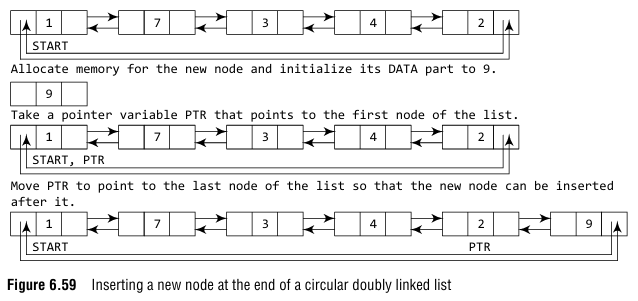 1 7 3 4 2
START
Allocate memory for the new node and initialize its DATA part to 9.
9
Take a pointer variable PTR that points to the first node of the list.
1 7 3 4 2
START, PTR
Move PTR to point to the last node of the list so that the new node can be inserted
after it.
1 7 3 4 2 9
START PTR
Figure 6.59 Inserting a new node at the end of a circular doubly linked list